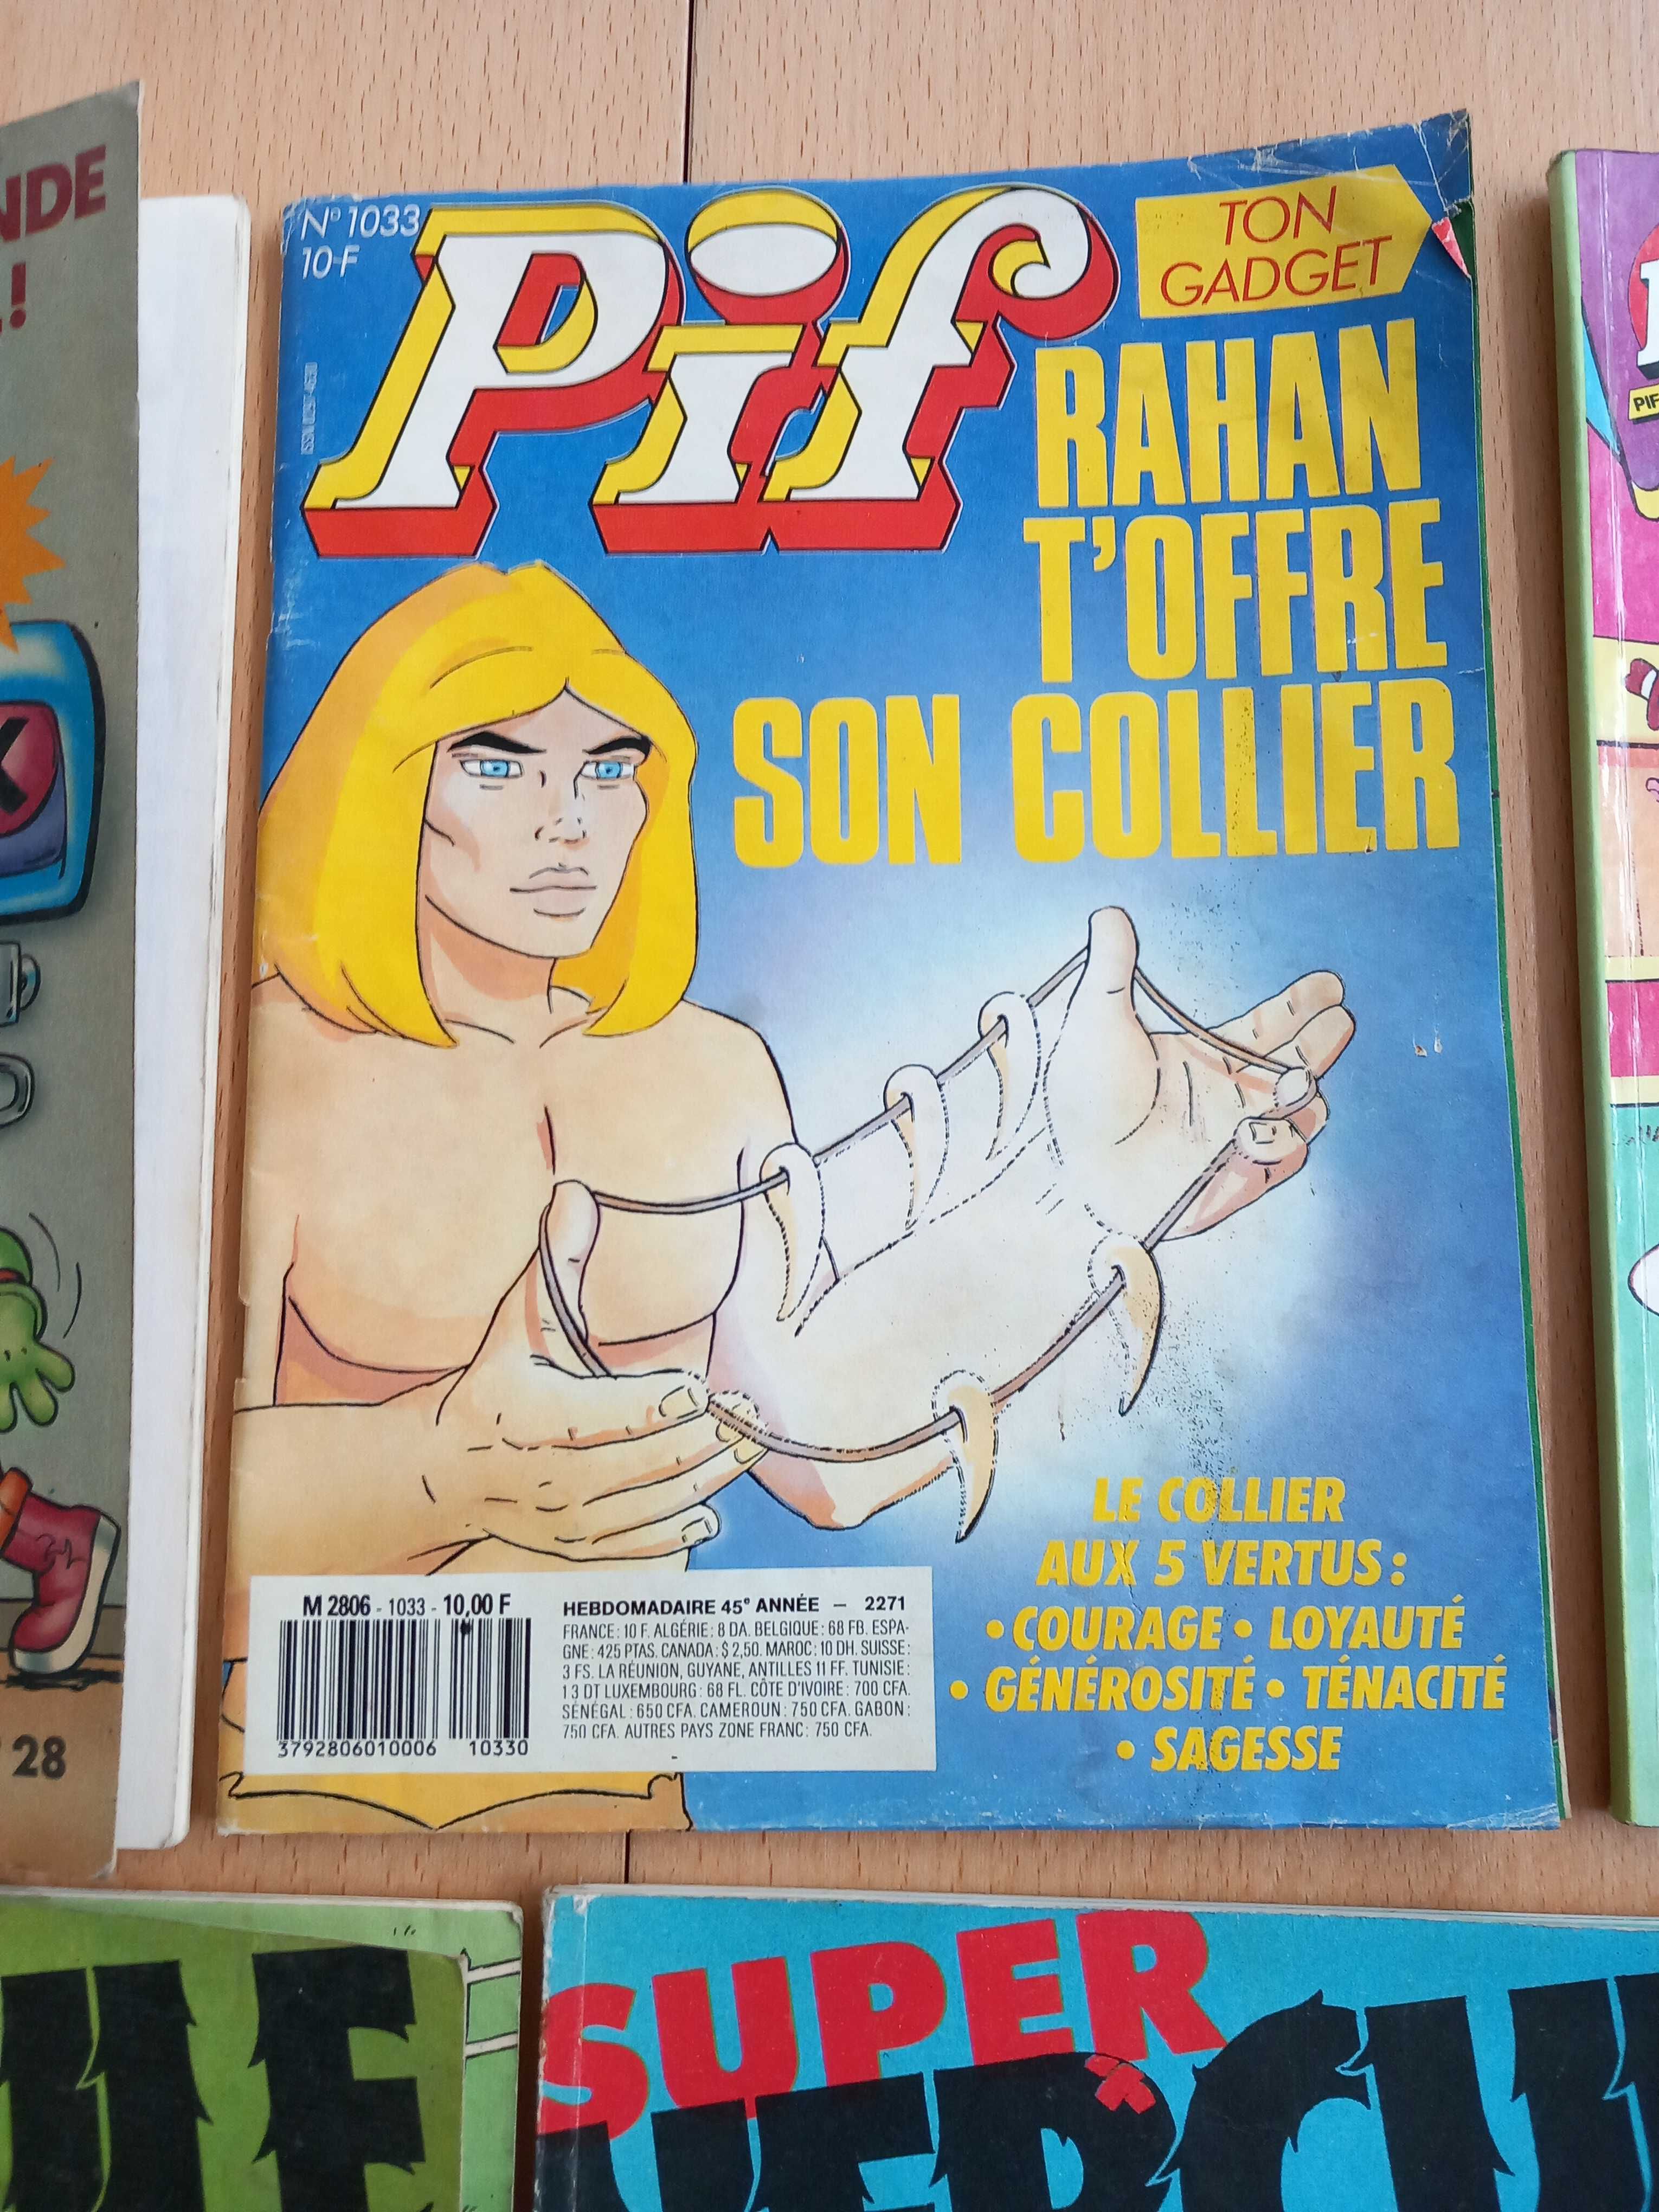 NDE
!
N° 1033
10 F
Pif
TON
GADGET
RAHAN
T'OFFRE
SON COLLIER
PIF
X
LE COLLIER
AUX 5 VERTUS :
• COURAGE • LOYAUTÉ
• GÉNÉROSITÉ • TÉNACITÉ
• SAGESSE
M 2806 - 1033 - 10,00 F
3792806010006 10330
HEBDOMADAIRE 45e ANNÉE — 2271
FRANCE : 10 F. ALGÉRIE : 8 DA. BELGIQUE : 68 FB. ESPA-
GNE : 425 PTAS. CANADA : $ 2,50. MAROC : 10 DH. SUISSE :
3 FS. LA RÉUNION, GUYANE, ANTILLES 11 FF. TUNISIE :
1 3 DT LUXEMBOURG : 68 FL. CÔTE D'IVOIRE : 700 CFA.
SÉNÉGAL : 650 CFA. CAMEROUN : 750 CFA. GABON :
750 CFA. AUTRES PAYS ZONE FRANC : 750 CFA.
28
SUPER